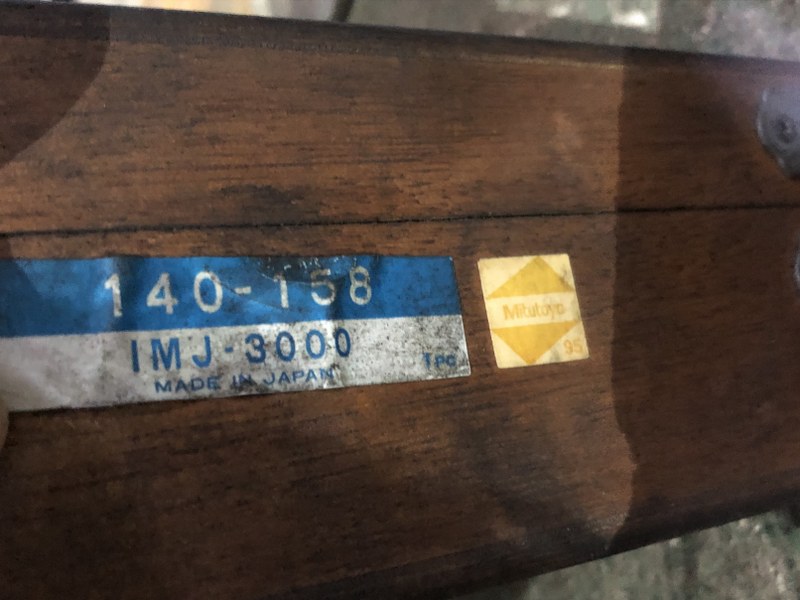 140-158
IMJ-3000
Tpc
MADE IN JAPAN
Mitutoyo
95